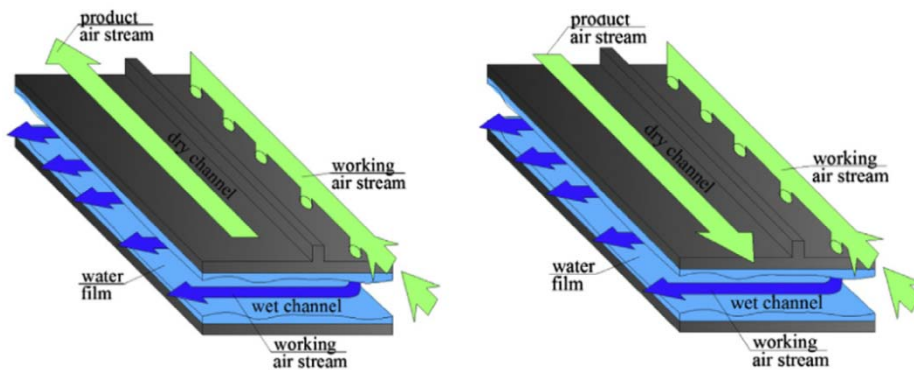 product
air stream
dry channel
working
air stream
water
film
wet channel
working
air stream
product
air stream
dry channel
working
air stream
water
film
wet channel
working
air stream